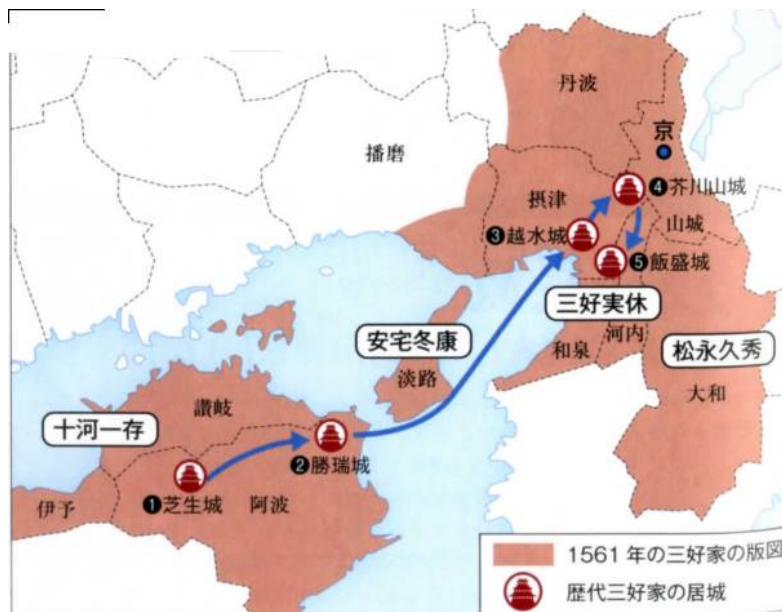 丹波
京
播磨
摂津
❹芥川山城
❸越水城
山城
❺飯盛城
三好実休
安宅冬康
河内
和泉
松永久秀
淡路
大和
讃岐
十河一存
❷勝瑞城
❶芝生城
阿波
伊予
1561年の三好家の版図
歴代三好家の居城